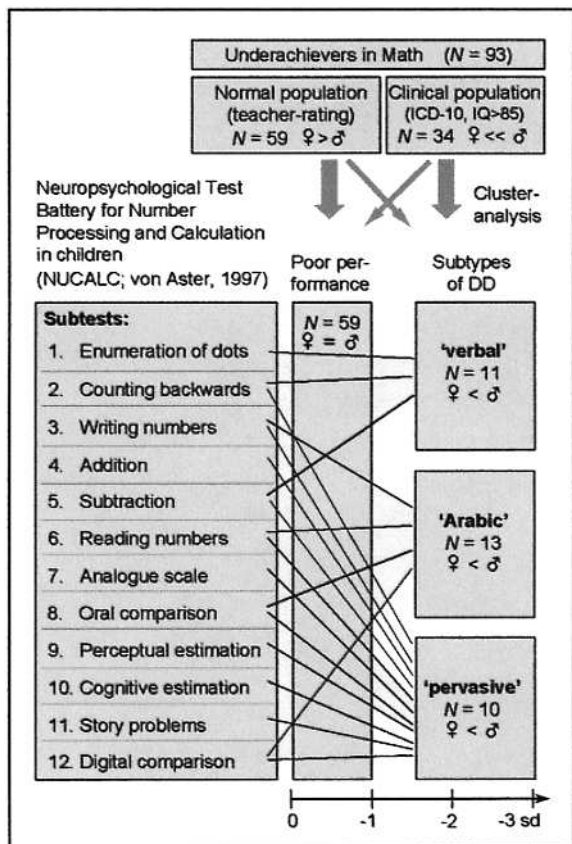 Underachievers in Math (N = 93)
Normal population
(teacher-rating)
N = 59 ♀>♂
Clinical population
(ICD-10, IQ>85)
N = 34 ♀<<♂
Neuropsychological Test
Battery for Number
Processing and Calculation
in children
(NUCALC; von Aster, 1997)
Cluster-
analysis
Poor per-
formance
Subtypes
of DD
Subtests:
1. Enumeration of dots
2. Counting backwards
3. Writing numbers
4. Addition
5. Subtraction
6. Reading numbers
7. Analogue scale
8. Oral comparison
9. Perceptual estimation
10. Cognitive estimation
11. Story problems
12. Digital comparison
N = 59
♀ = ♂
'verbal'
N = 11
♀ < ♂
'Arabic'
N = 13
♀ < ♂
'pervasive'
N = 10
♀ < ♂
0 -1 -2 -3 sd